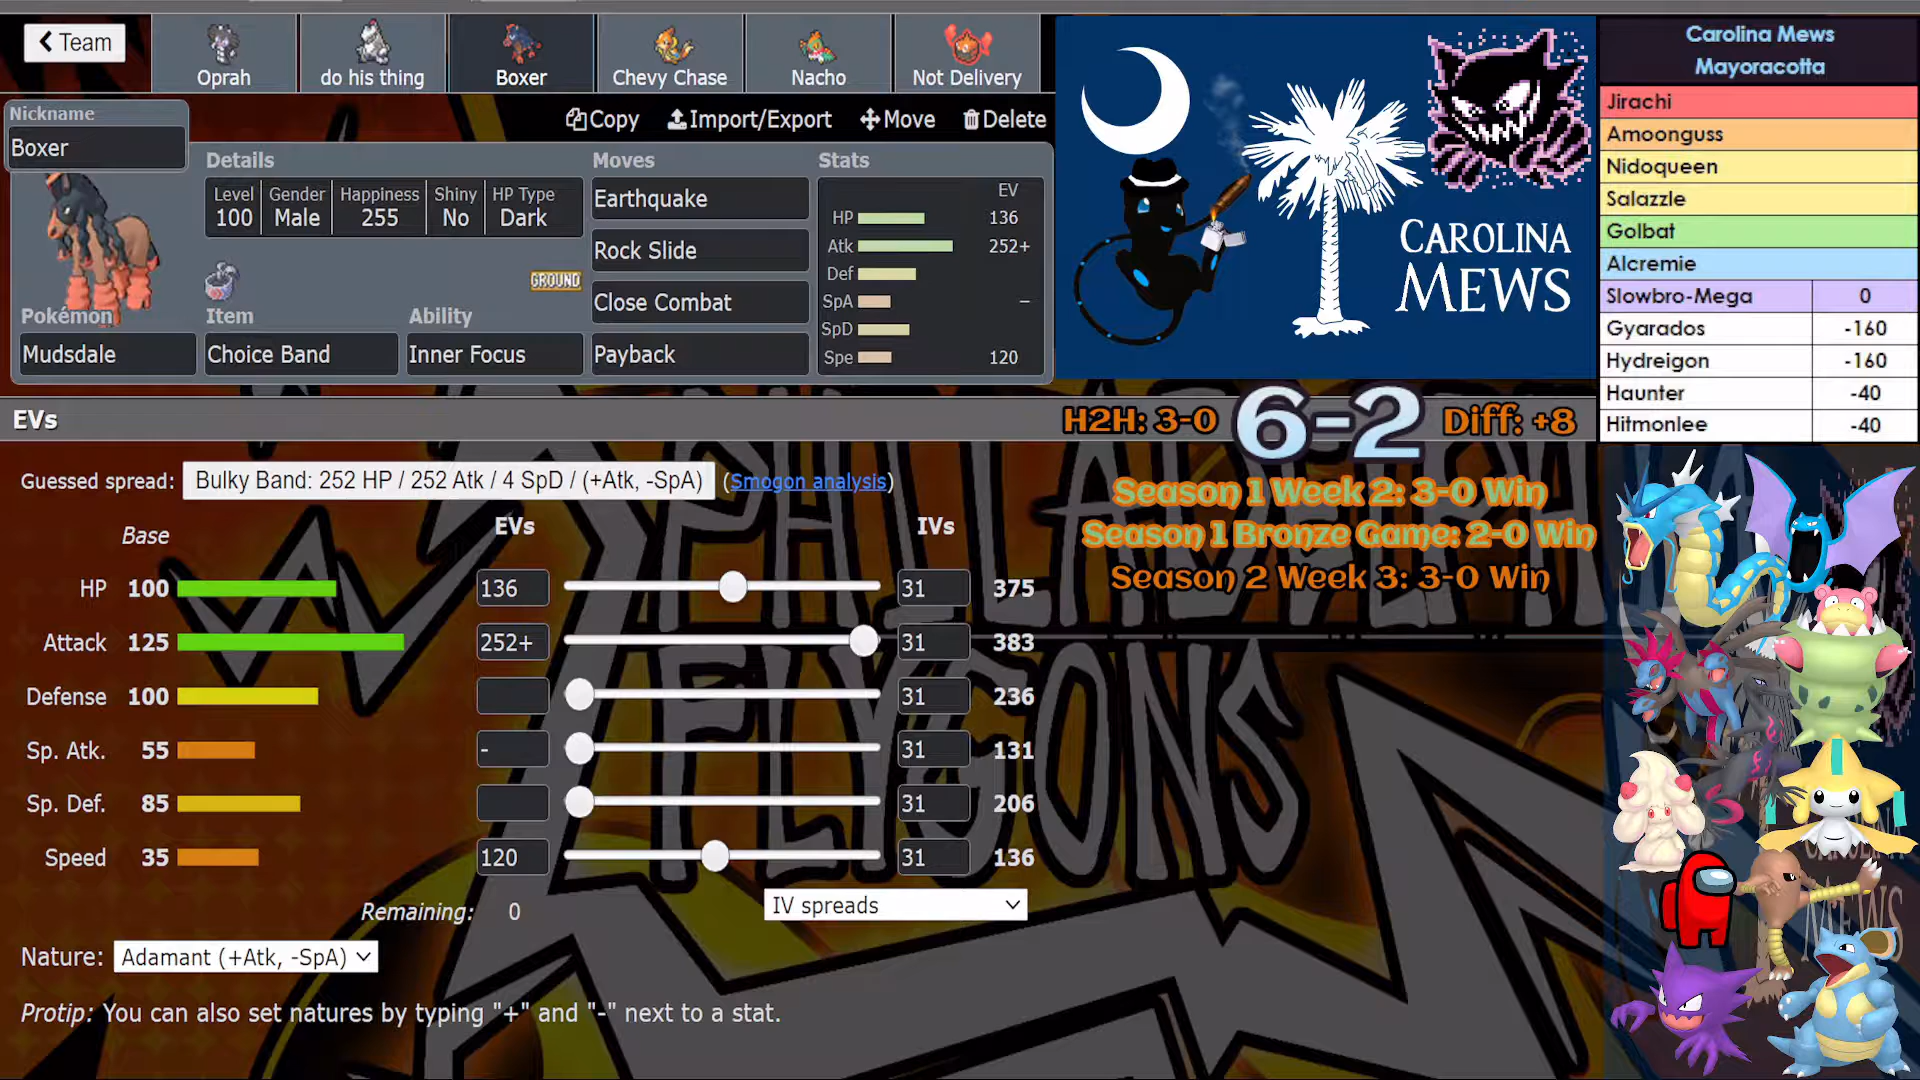 Team
Oprah
do his thing
Boxer
Chevy Chase
Nacho
Not Delivery
Nickname
Boxer
Copy
Import/Export
Move
Delete
Details
Level
100
Gender
Male
Happiness
255
Shiny
No
HP Type
Dark
GROUND
Pokémon
Mudsdale
Item
Choice Band
Ability
Inner Focus
Moves
Earthquake
Rock Slide
Close Combat
Payback
Stats
EV
HP 136
Atk 252+
Def
SpA –
SpD
Spe 120
CAROLINA
MEWS
Carolina Mews
Mayoracotta
Jirachi
Amoonguss
Nidoqueen
Salazzle
Golbat
Alcremie
Slowbro-Mega 0
Gyarados -160
Hydreigon -160
Haunter -40
Hitmonlee -40
H2H: 3-0 6-2 Diff: +8
Season 1 Week 2: 3-0 Win
Season 1 Bronze Game: 2-0 Win
Season 2 Week 3: 3-0 Win
EVs
Guessed spread: Bulky Band: 252 HP / 252 Atk / 4 SpD / (+Atk, -SpA) (Smogon analysis)
Base EVs IVs
HP 100 136 31 375
Attack 125 252+ 31 383
Defense 100 31 236
Sp. Atk. 55 - 31 131
Sp. Def. 85 31 206
Speed 35 120 31 136
Remaining: 0
IV spreads
Nature: Adamant (+Atk, -SpA)
Protip: You can also set natures by typing "+" and "-" next to a stat.
PHILADELPHIA
FLYGONS
MEWS